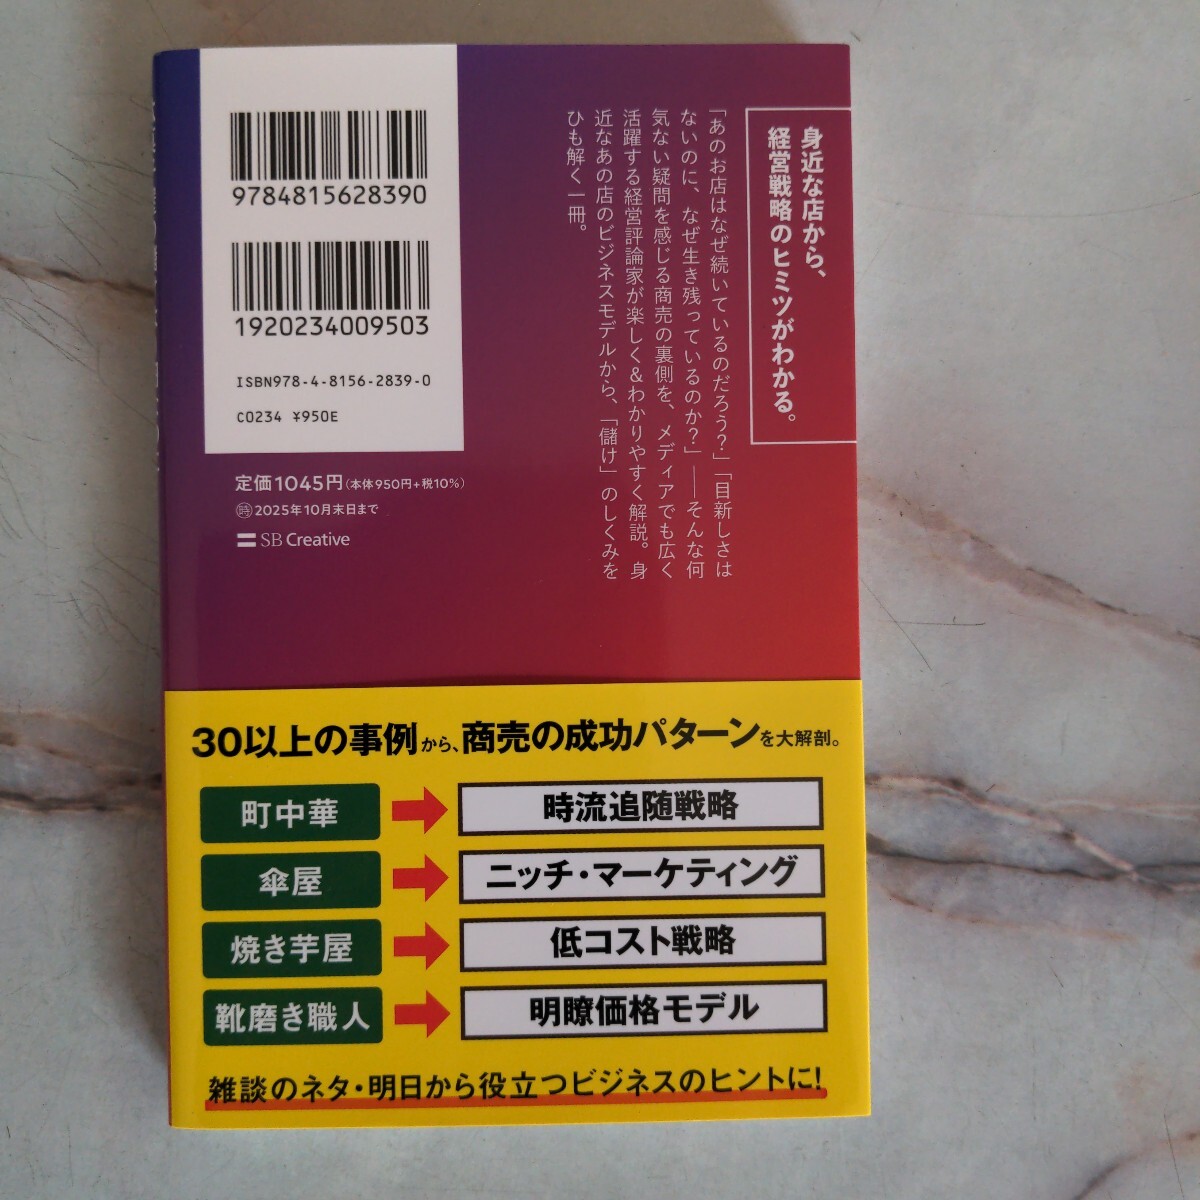 身近な店から、
経営戦略のヒミツがわかる。
「あのお店はなぜ続いているのだろう?」「目新しさは
ないのに、なぜ生き残っているのか?」──そんな何
気ない疑問を感じる商売の裏側を、メディアでも広く
活躍する経営評論家が楽しく&わかりやすく解説。身
近なあの店のビジネスモデルから、「儲け」のしくみを
ひも解く一冊。
9784815628390
1920234009503
ISBN978-4-8156-2839-0
C0234 ¥950E
定価1045円(本体950円+税10%)
時 2025年10月末日まで
SB Creative
30以上の事例から、商売の成功パターンを大解剖。
町中華 時流追随戦略
傘屋 ニッチ・マーケティング
焼き芋屋 低コスト戦略
靴磨き職人 明瞭価格モデル
雑談のネタ・明日から役立つビジネスのヒントに!